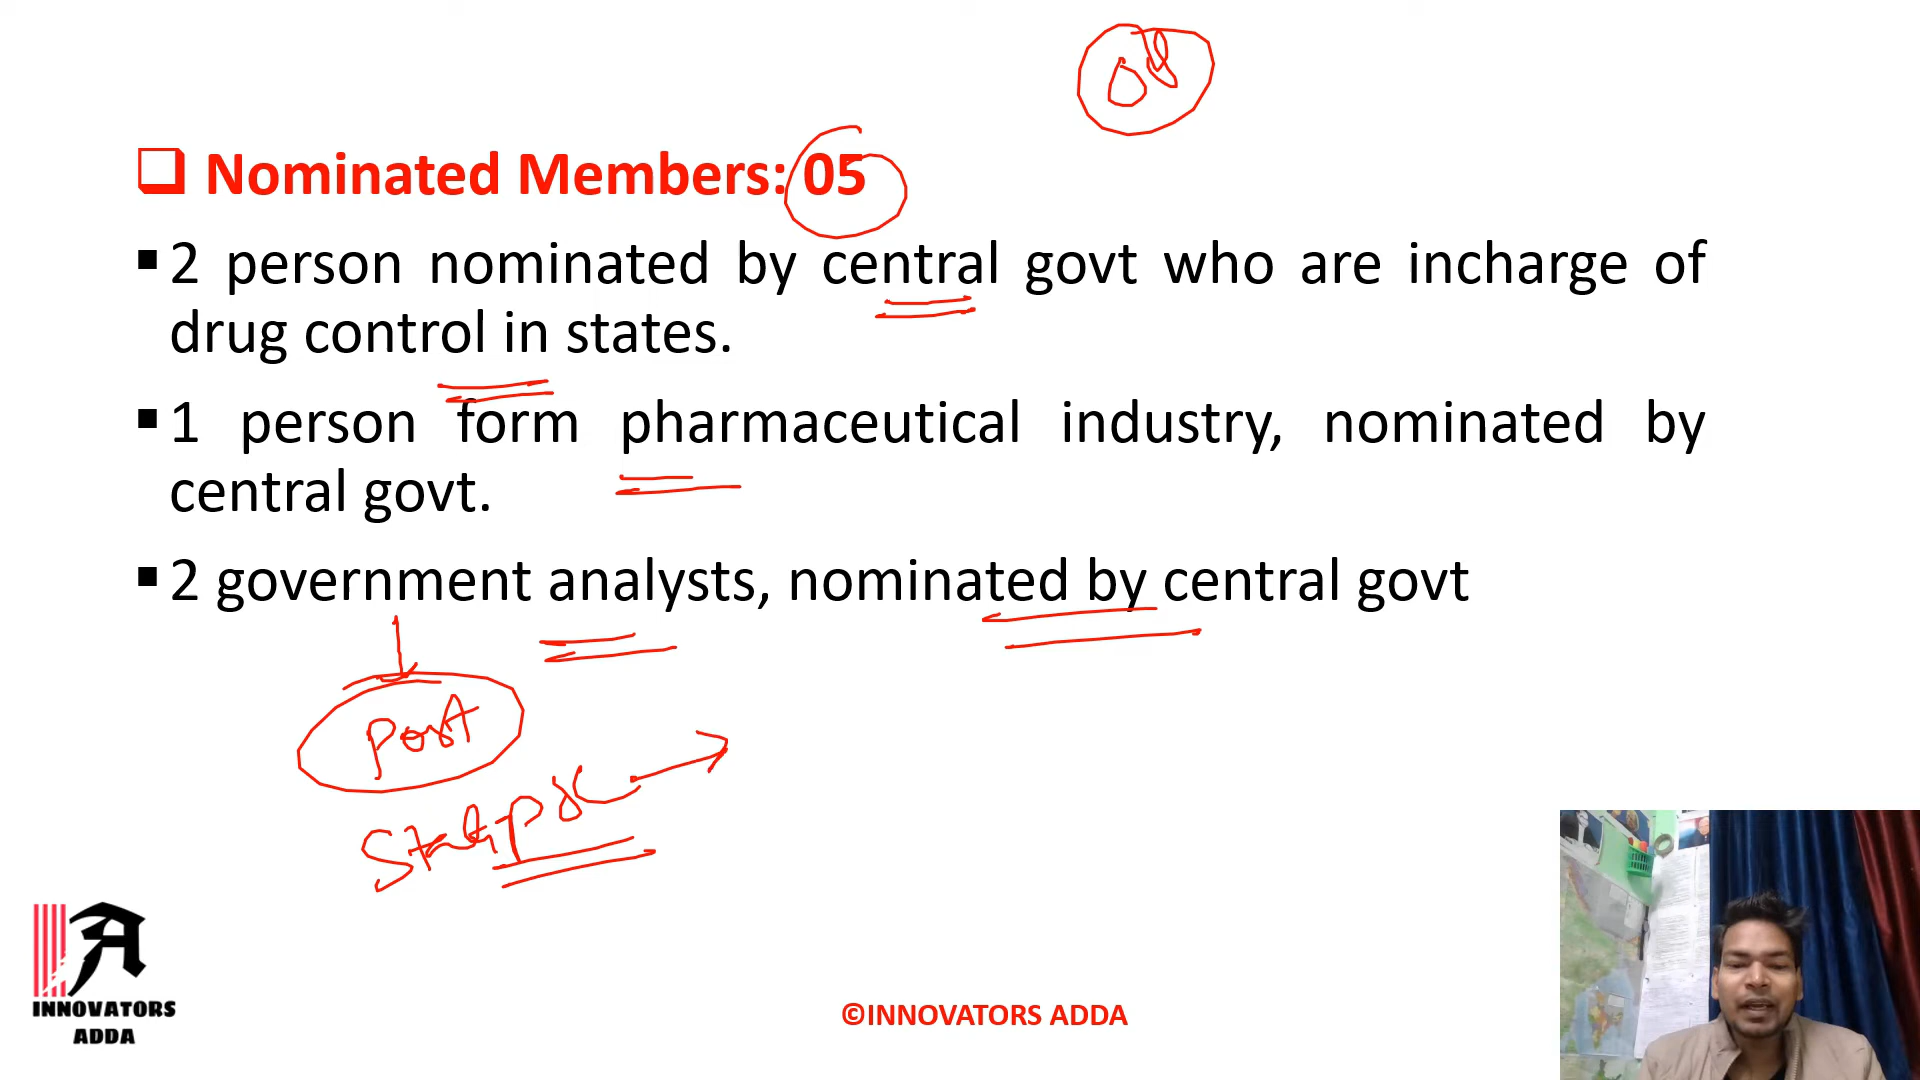 Nominated Members: 05
2 person nominated by central govt who are incharge of
drug control in states.
1 person form pharmaceutical industry, nominated by
central govt.
2 government analysts, nominated by central govt
Post
INNOVATORS
ADDA
©INNOVATORS ADDA